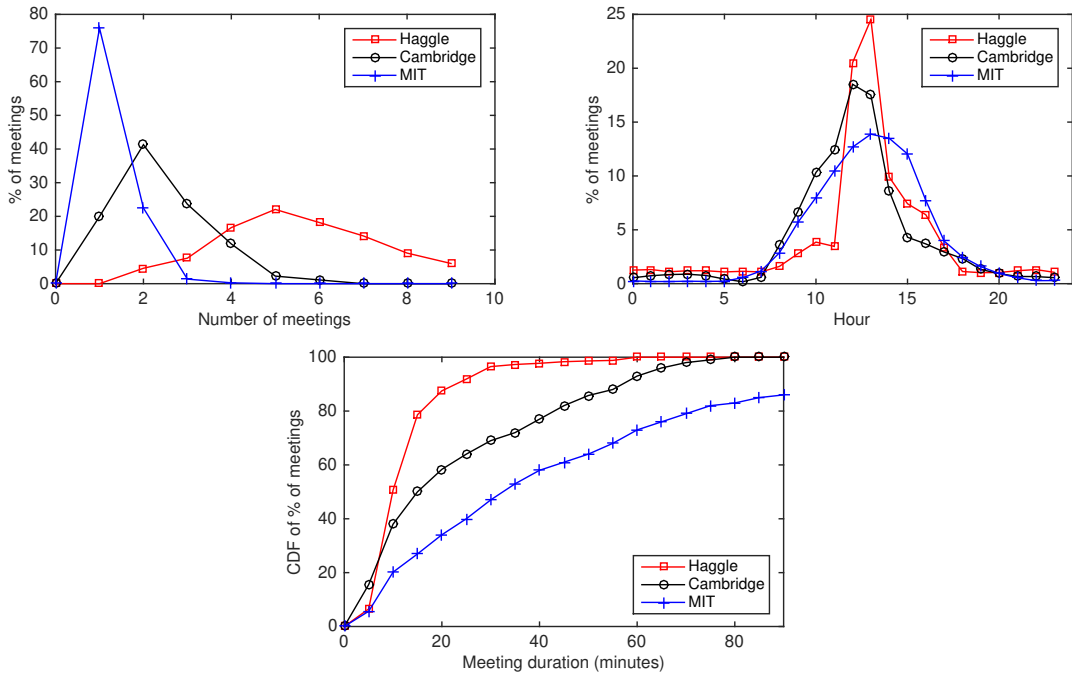 80
70
60
50
40
30
20
10
0
% of meetings
0 2 4 6 8 10
Number of meetings
Haggle
Cambridge
MIT
25
20
15
10
5
0
% of meetings
0 5 10 15 20
Hour
Haggle
Cambridge
MIT
100
80
60
40
20
0
CDF of % of meetings
0 20 40 60 80
Meeting duration (minutes)
Haggle
Cambridge
MIT